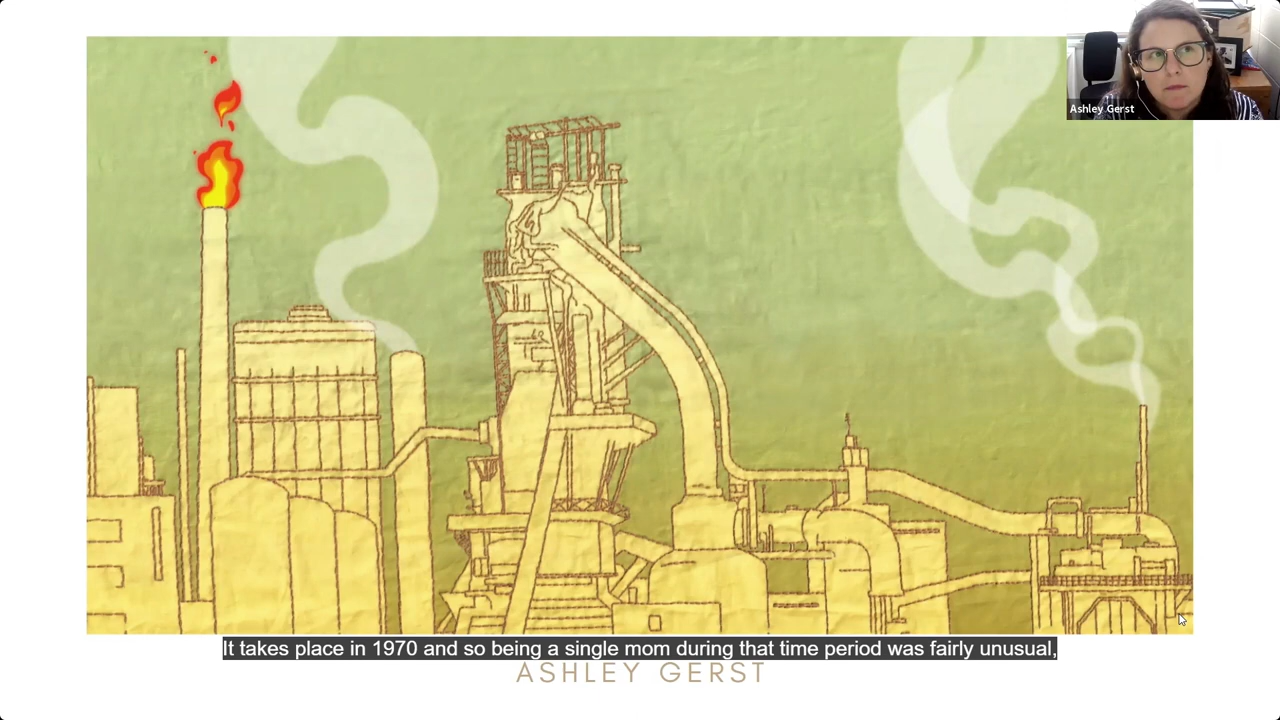 Ashley Gerst
It takes place in 1970 and so being a single mom during that time period was fairly unusual,
ASHLEY GERST